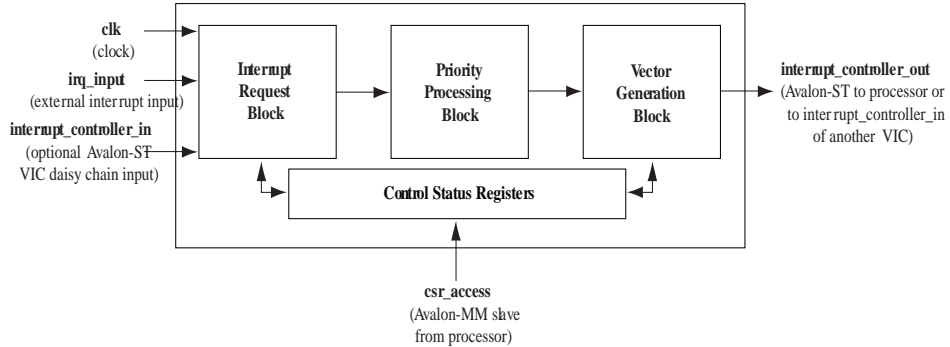 clk
(clock)
irq_input
(external interrupt input)
interrupt_controller_in
(optional Avalon-ST
VIC daisy chain input)
Interrupt
Request
Block
Priority
Processing
Block
Vector
Generation
Block
Control Status Registers
interrupt_controller_out
(Avalon-ST to processor or
to interrupt_controller_in
of another VIC)
csr_access
(Avalon-MM slave
from processor)